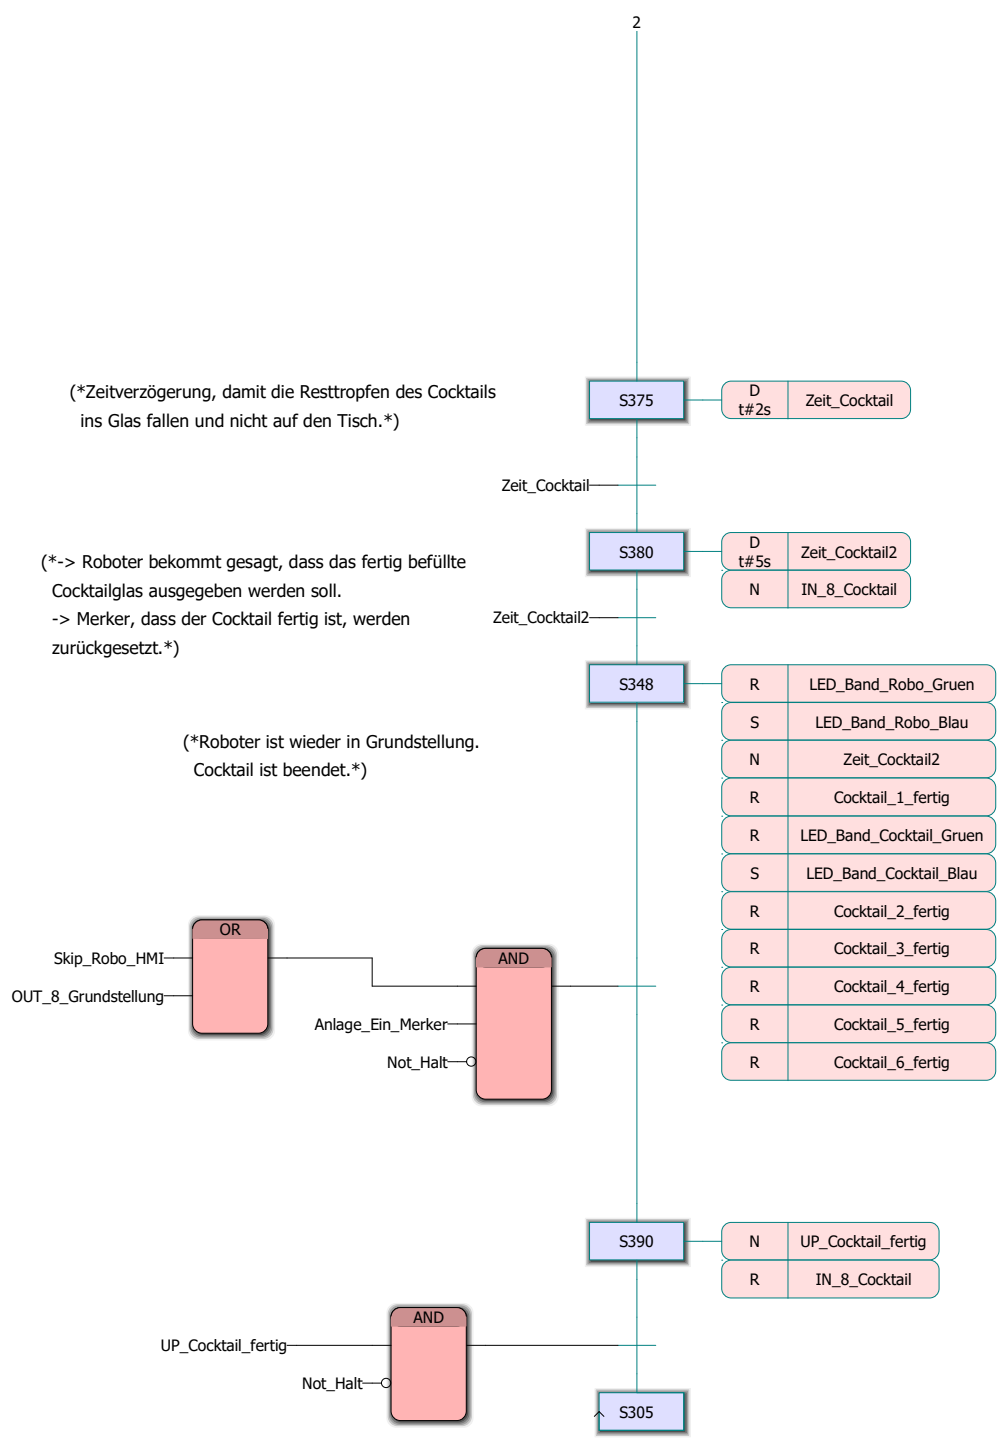 2
(*Zeitverzögerung, damit die Resttropfen des Cocktails
ins Glas fallen und nicht auf den Tisch.*)
S375
D
t#2s
Zeit_Cocktail
Zeit_Cocktail
(*-> Roboter bekommt gesagt, dass das fertig befüllte
Cocktailglas ausgegeben werden soll.
-> Merker, dass der Cocktail fertig ist, werden
zurückgesetzt.*)
S380
D
t#5s
Zeit_Cocktail2
N IN_8_Cocktail
Zeit_Cocktail2
S348
R LED_Band_Robo_Gruen
S LED_Band_Robo_Blau
(*Roboter ist wieder in Grundstellung.
Cocktail ist beendet.*)
N Zeit_Cocktail2
R Cocktail_1_fertig
R LED_Band_Cocktail_Gruen
S LED_Band_Cocktail_Blau
R Cocktail_2_fertig
R Cocktail_3_fertig
R Cocktail_4_fertig
R Cocktail_5_fertig
R Cocktail_6_fertig
OR
Skip_Robo_HMI
OUT_8_Grundstellung
AND
Anlage_Ein_Merker
Not_Halt
S390
N UP_Cocktail_fertig
R IN_8_Cocktail
AND
UP_Cocktail_fertig
Not_Halt
S305